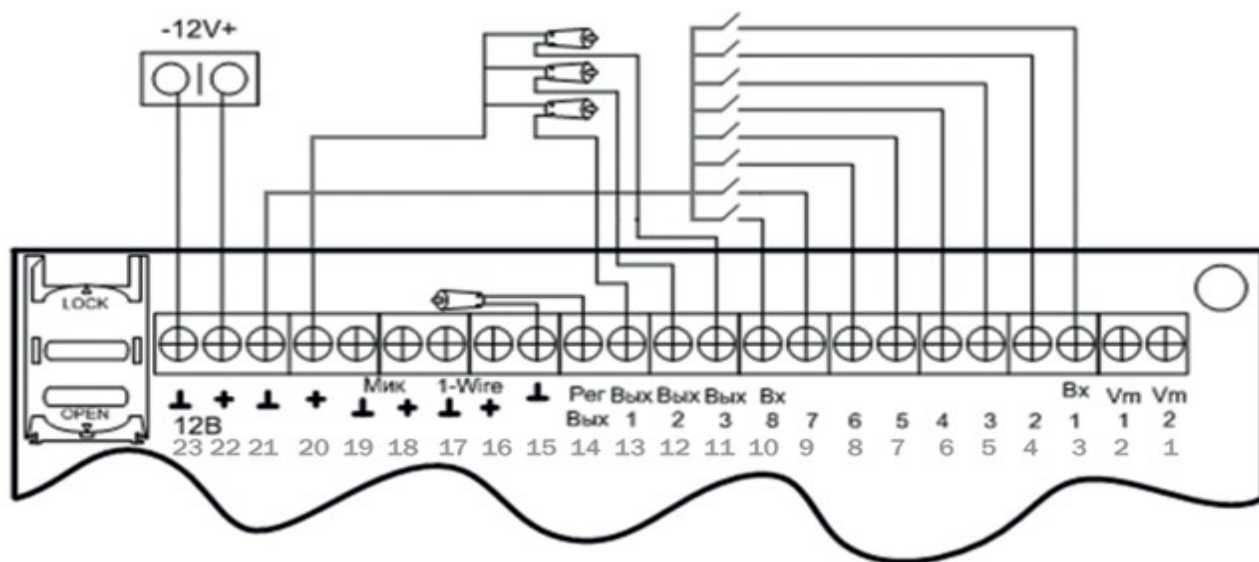 -12V+
LOCK
OPEN
Мик 1-Wire
⊥ + ⊥ + ⊥ + ⊥ + ⊥
12В
Рег Вых Вых Вых Вх Вх Vm Vm
Вых 1 2 3 8 7 6 5 4 3 2 1 1 2
23 22 21 20 19 18 17 16 15 14 13 12 11 10 9 8 7 6 5 4 3 2 1